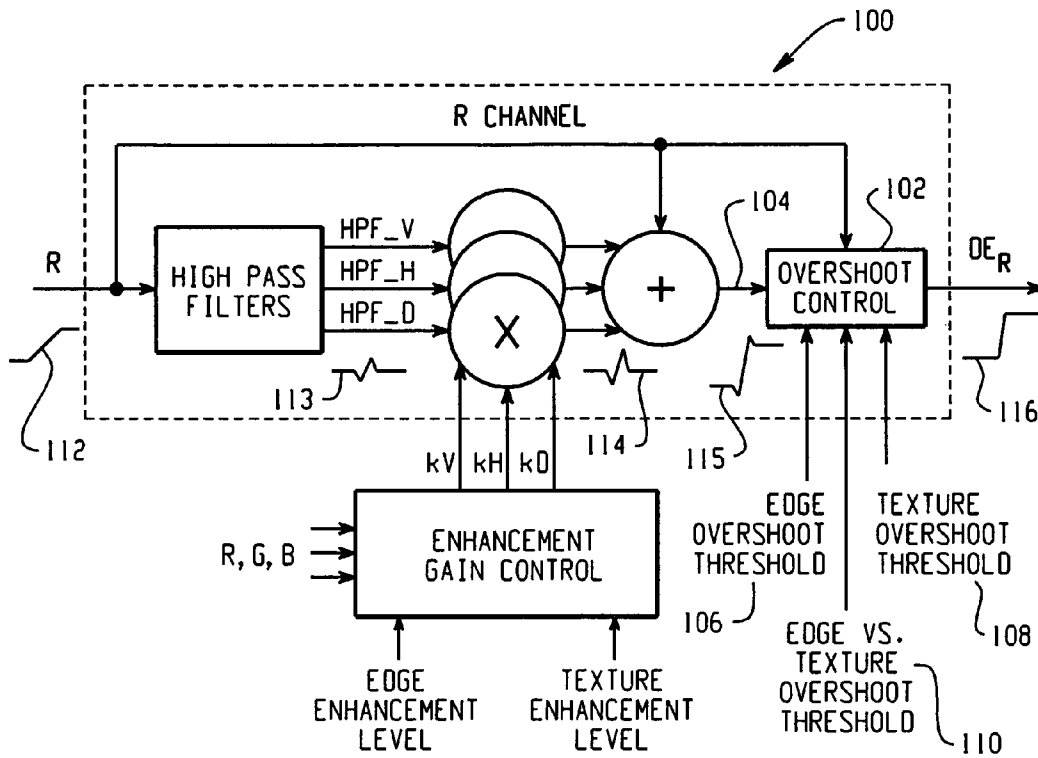 100
R CHANNEL
102
104
R
HIGH PASS
FILTERS
HPF_V
HPF_H
HPF_D
X
+
OVERSHOOT
CONTROL
OE_R
112
113
114
115
116
kV kH kD
R, G, B
ENHANCEMENT
GAIN CONTROL
EDGE
OVERSHOOT
THRESHOLD
106
TEXTURE
OVERSHOOT
THRESHOLD
108
EDGE VS.
TEXTURE
OVERSHOOT
THRESHOLD
110
EDGE
ENHANCEMENT
LEVEL
TEXTURE
ENHANCEMENT
LEVEL